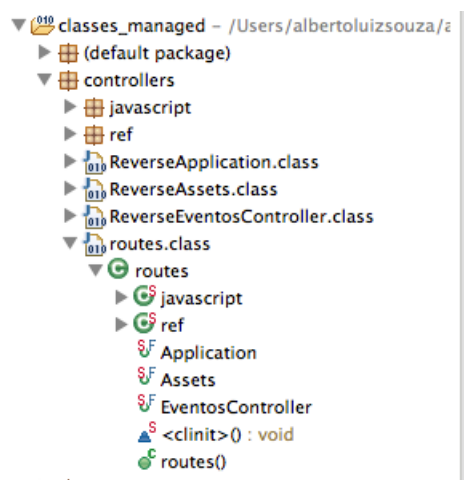 classes_managed – /Users/albertoluizsouza/a
(default package)
controllers
javascript
ref
ReverseApplication.class
ReverseAssets.class
ReverseEventosController.class
routes.class
routes
javascript
ref
Application
Assets
EventosController
<clinit>() : void
routes()